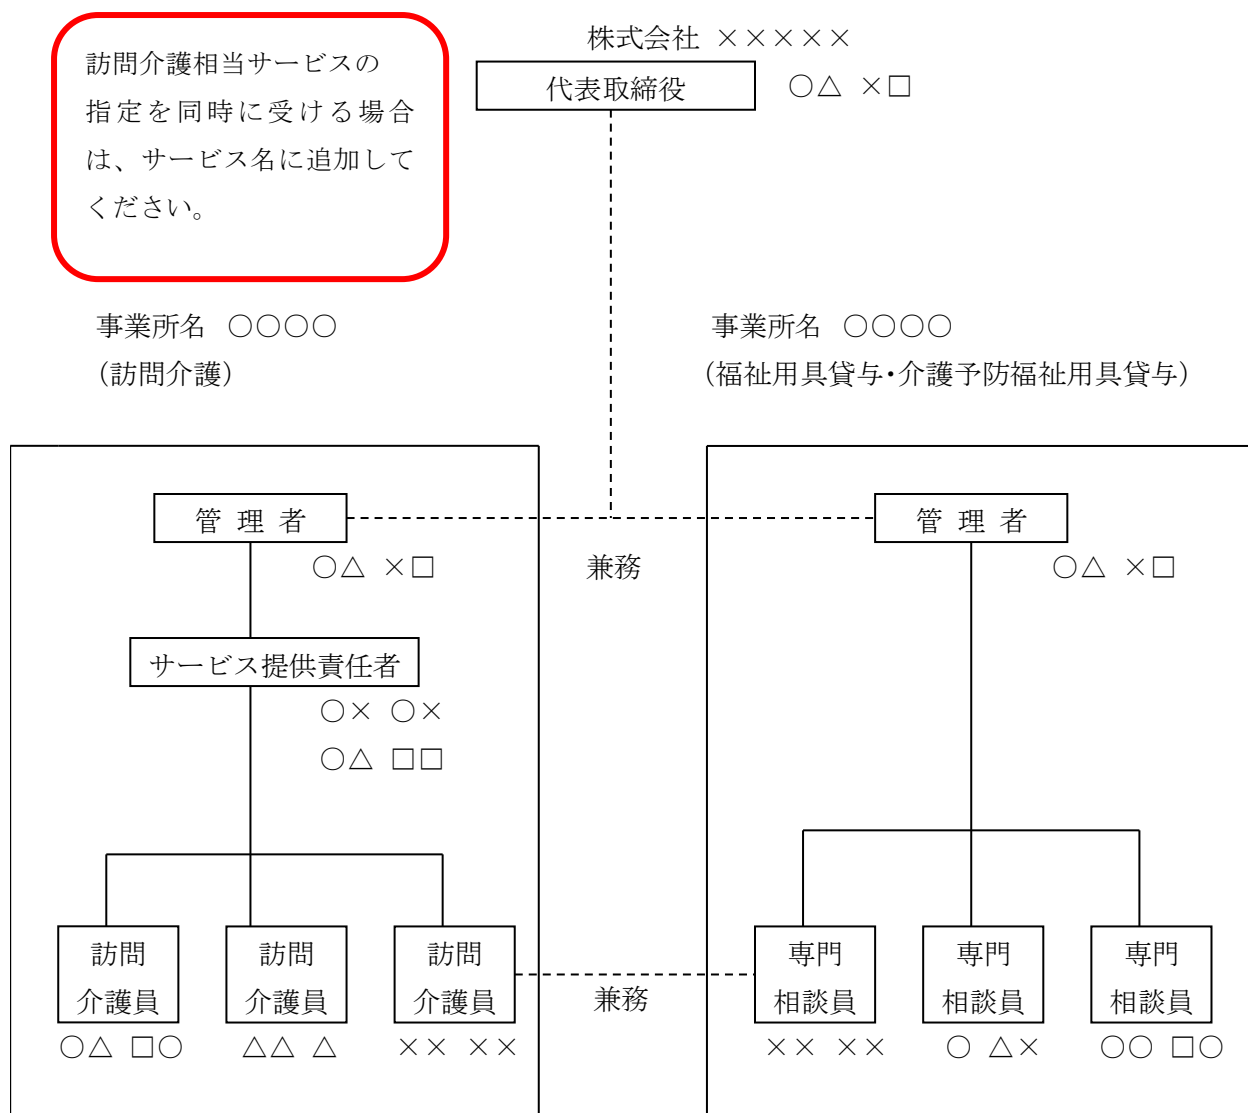 訪問介護相当サービスの
指定を同時に受ける場合
は、サービス名に追加して
ください。
株式会社 ×××××
代表取締役 ○△ ×□
事業所名 ○○○○
(訪問介護)
事業所名 ○○○○
(福祉用具貸与・介護予防福祉用具貸与)
管 理 者
○△ ×□
兼務
管 理 者
○△ ×□
サービス提供責任者
○× ○×
○△ □□
訪問
介護員
○△ □○
訪問
介護員
△△ △
訪問
介護員
×× ××
兼務
専門
相談員
×× ××
専門
相談員
○ △×
専門
相談員
○○ □○